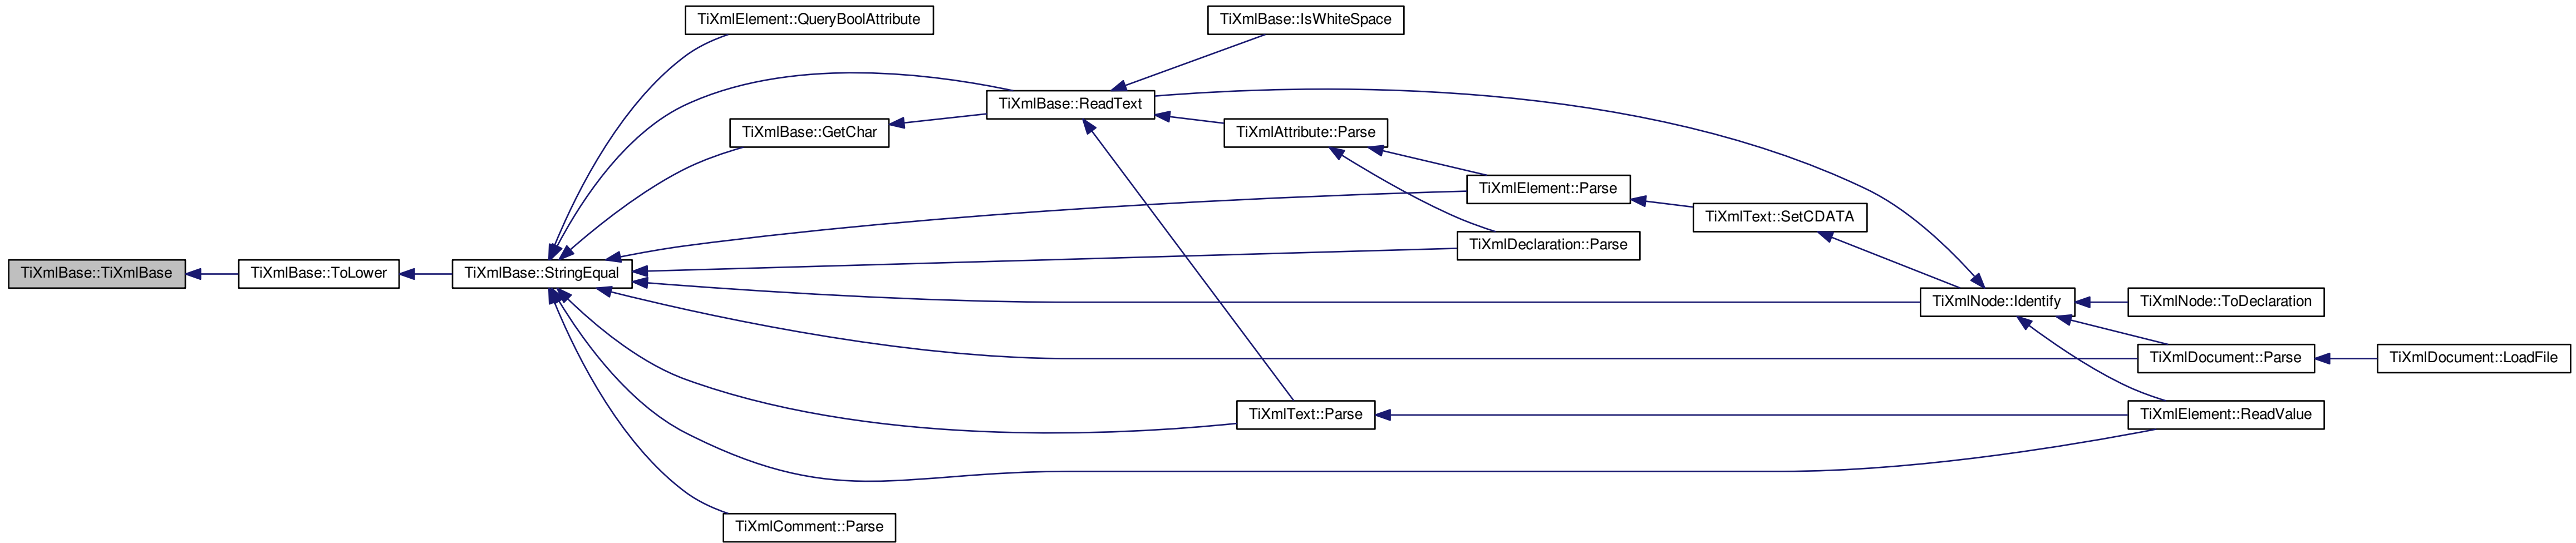 TiXmlElement::QueryBoolAttribute
TiXmlBase::IsWhiteSpace
TiXmlBase::ReadText
TiXmlBase::GetChar
TiXmlAttribute::Parse
TiXmlElement::Parse
TiXmlText::SetCDATA
TiXmlDeclaration::Parse
TiXmlBase::TiXmlBase
TiXmlBase::ToLower
TiXmlBase::StringEqual
TiXmlNode::Identify
TiXmlNode::ToDeclaration
TiXmlDocument::Parse
TiXmlDocument::LoadFile
TiXmlText::Parse
TiXmlElement::ReadValue
TiXmlComment::Parse